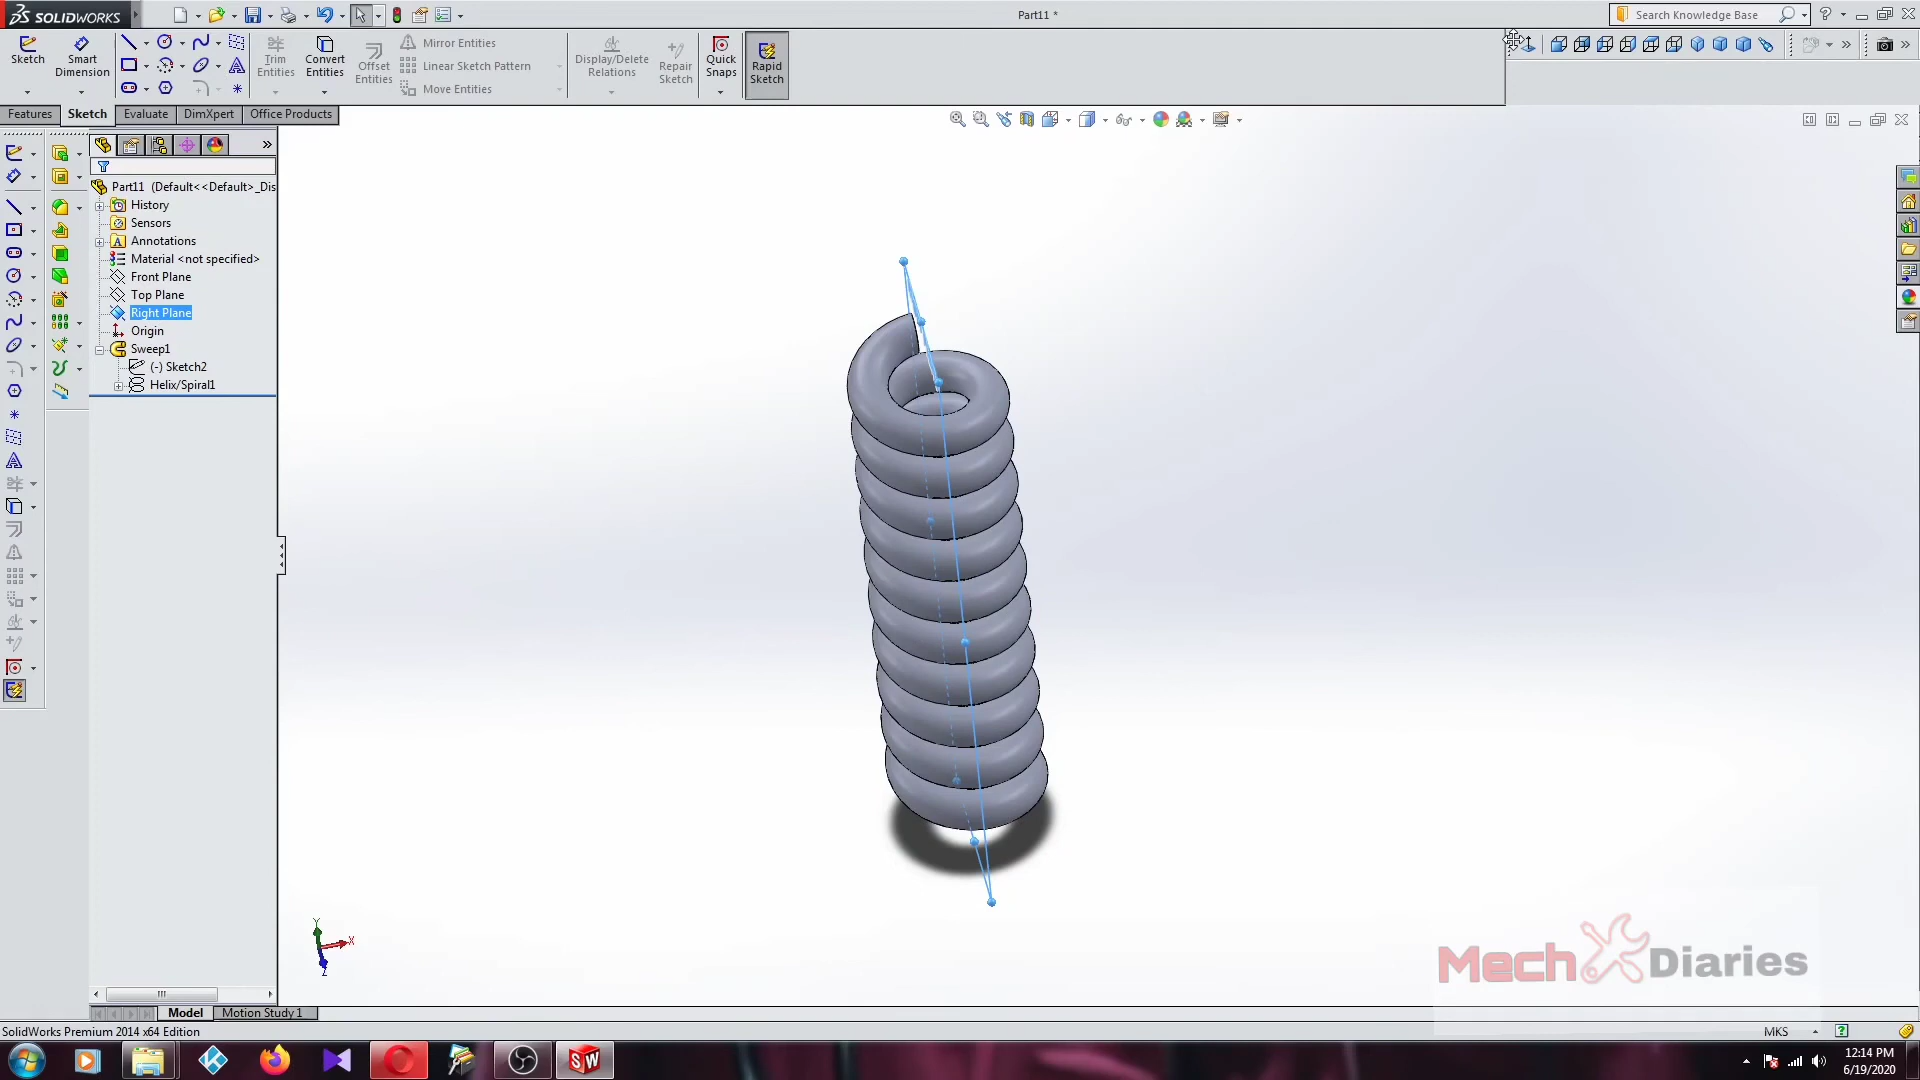 SOLIDWORKS
Part11 *
Search Knowledge Base
Sketch
Smart Dimension
Trim Entities
Convert Entities
Offset Entities
Mirror Entities
Linear Sketch Pattern
Move Entities
Display/Delete Relations
Repair Sketch
Quick Snaps
Rapid Sketch
Features
Sketch
Evaluate
DimXpert
Office Products
Part11 (Default<<Default>_Dis
History
Sensors
Annotations
Material <not specified>
Front Plane
Top Plane
Right Plane
Origin
Sweep1
(-) Sketch2
Helix/Spiral1
Y
X
Z
Mech Diaries
Model
Motion Study 1
SolidWorks Premium 2014 x64 Edition
MKS
SW
12:14 PM
6/19/2020